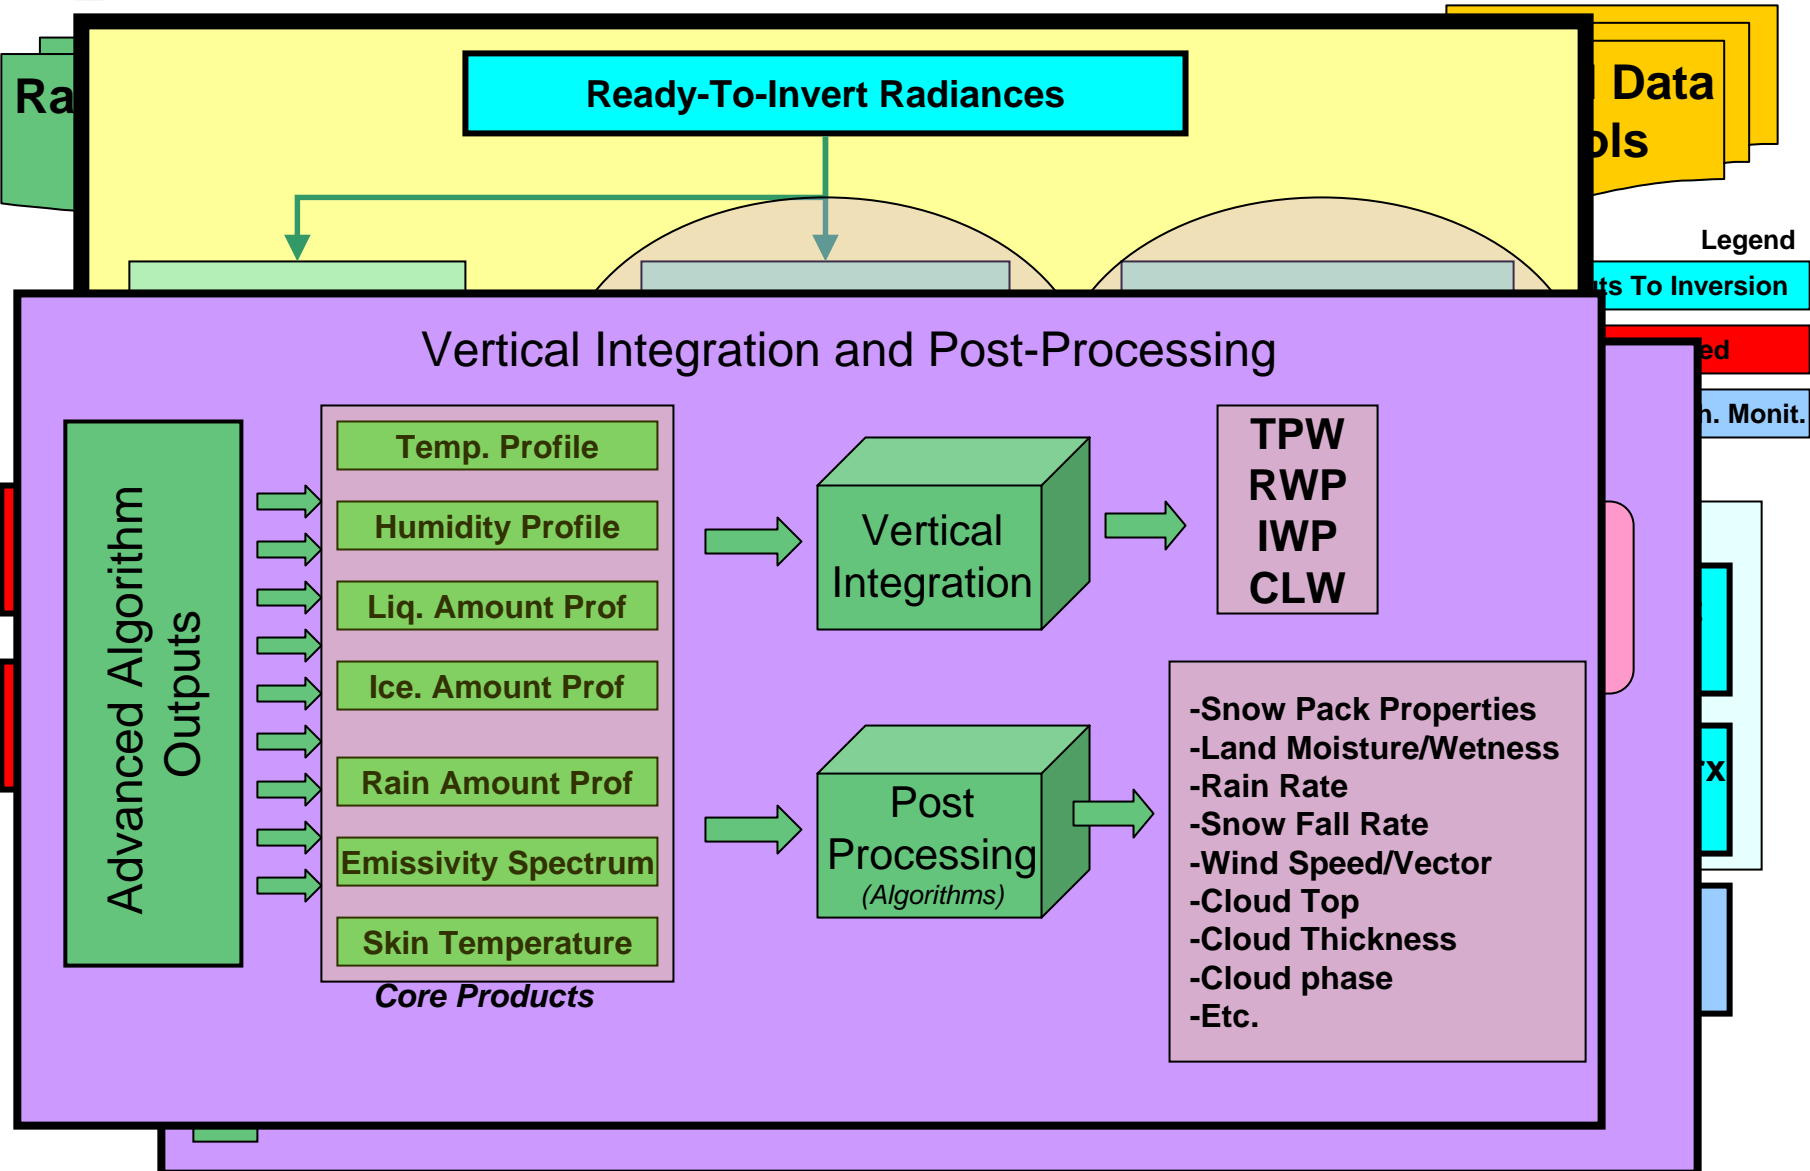 Ready-To-Invert Radiances
Data
Legend
To Inversion
Monit.
Vertical Integration and Post-Processing
Advanced Algorithm
Outputs
Temp. Profile
Humidity Profile
Liq. Amount Prof
Ice. Amount Prof
Rain Amount Prof
Emissivity Spectrum
Skin Temperature
Core Products
Vertical
Integration
TPW
RWP
IWP
CLW
Post
Processing
(Algorithms)
-Snow Pack Properties
-Land Moisture/Wetness
-Rain Rate
-Snow Fall Rate
-Wind Speed/Vector
-Cloud Top
-Cloud Thickness
-Cloud phase
-Etc.